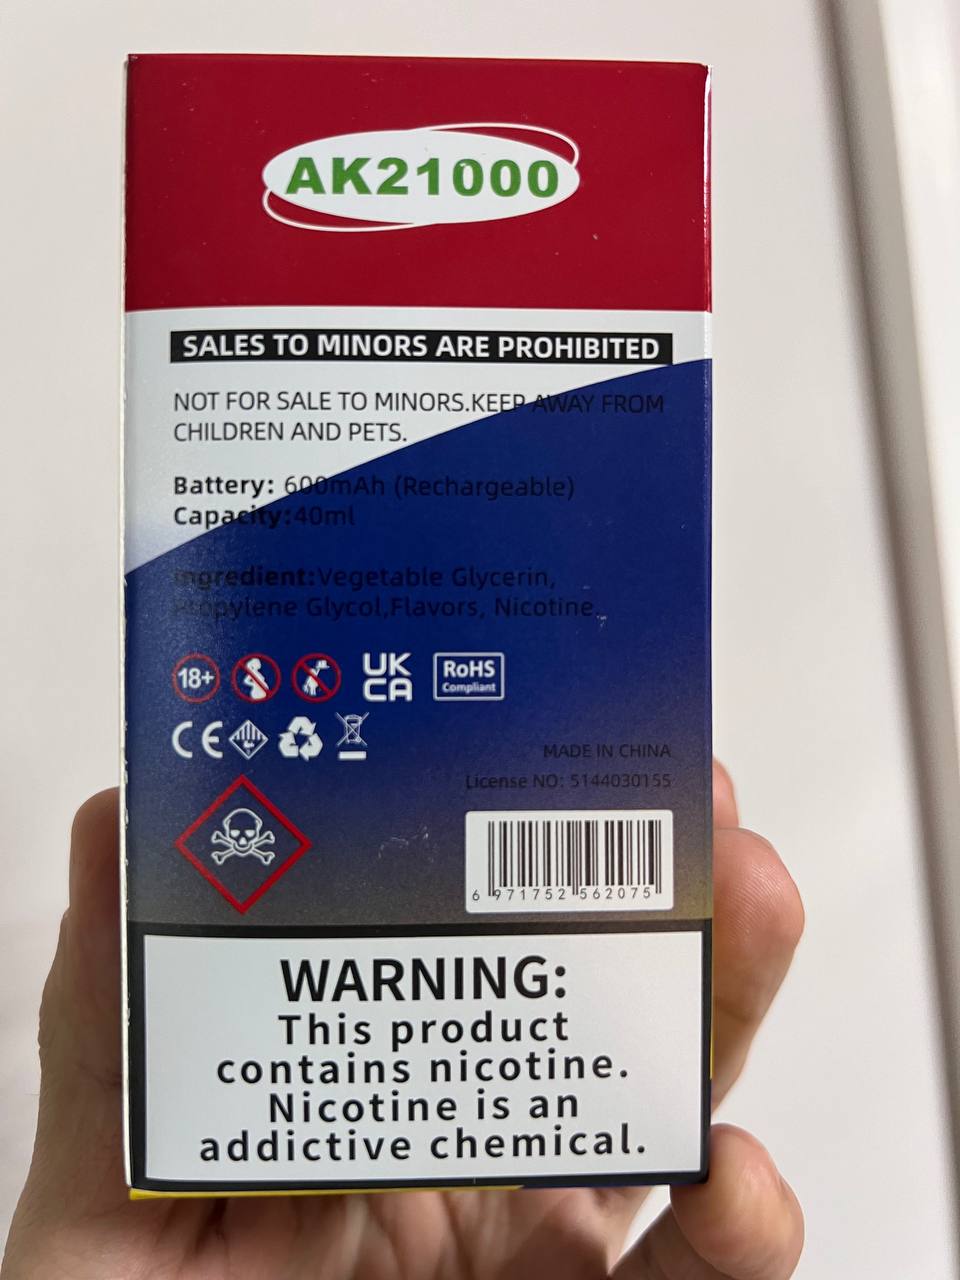 AK21000
SALES TO MINORS ARE PROHIBITED
NOT FOR SALE TO MINORS.KEEP AWAY FROM
CHILDREN AND PETS.
Battery: 600mAh (Rechargeable)
Capacity:40ml
Ingredient:Vegetable Glycerin,
Propylene Glycol,Flavors, Nicotine.
18+
UK
CA
RoHS
Compliant
CE
MADE IN CHINA
License NO: 5144030155
6 971752 562075
WARNING:
This product
contains nicotine.
Nicotine is an
addictive chemical.